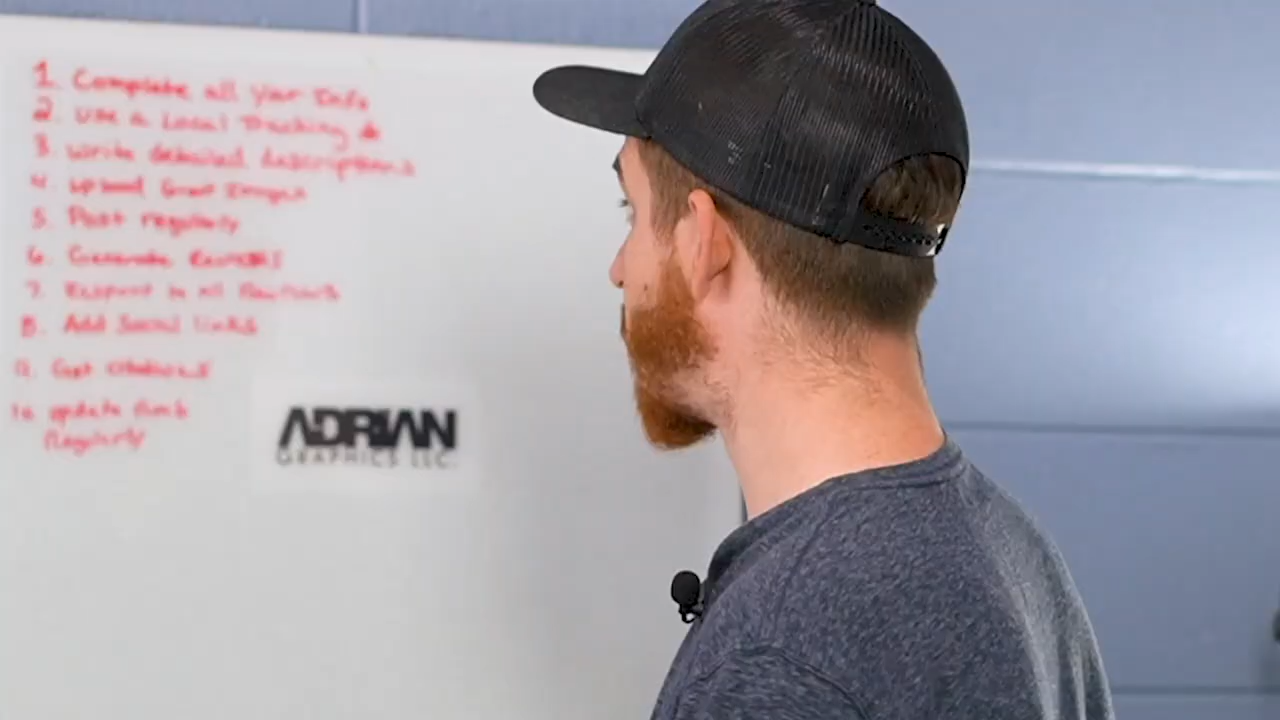 1. Complete all your Info
2. Use a Local Tracking #
3. write detailed descriptions
4. upload Great Images
5. Post regularly
6. Generate Reviews
7. Respond to all Reviews
8. Add Social links
9. Get citations
10 update
Regularly
ADRIAN
GRAPHICS LLC.